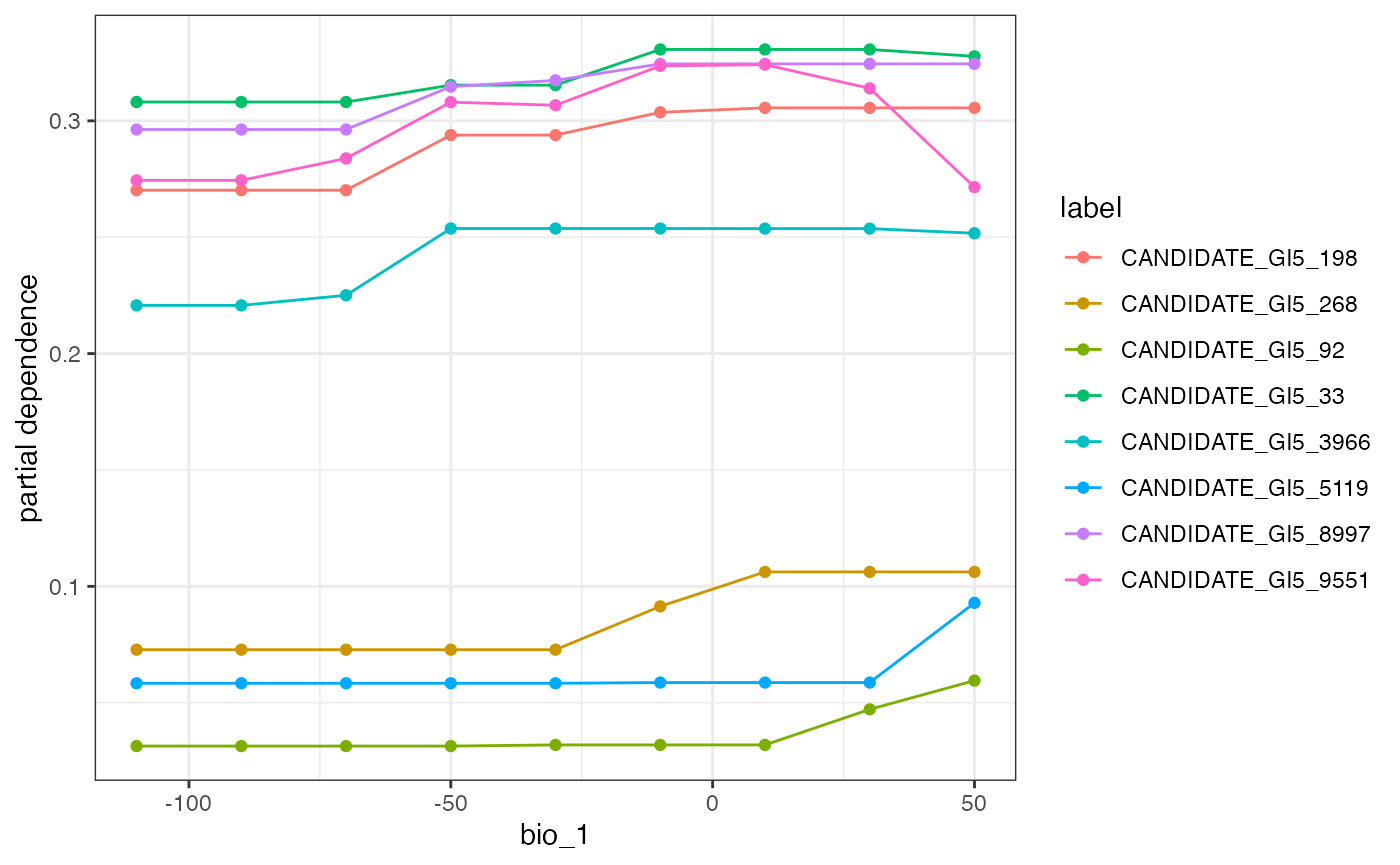 0.3
0.2
0.1
partial dependence
-100
-50
0
50
bio_1
label
CANDIDATE_GI5_198
CANDIDATE_GI5_268
CANDIDATE_GI5_92
CANDIDATE_GI5_33
CANDIDATE_GI5_3966
CANDIDATE_GI5_5119
CANDIDATE_GI5_8997
CANDIDATE_GI5_9551